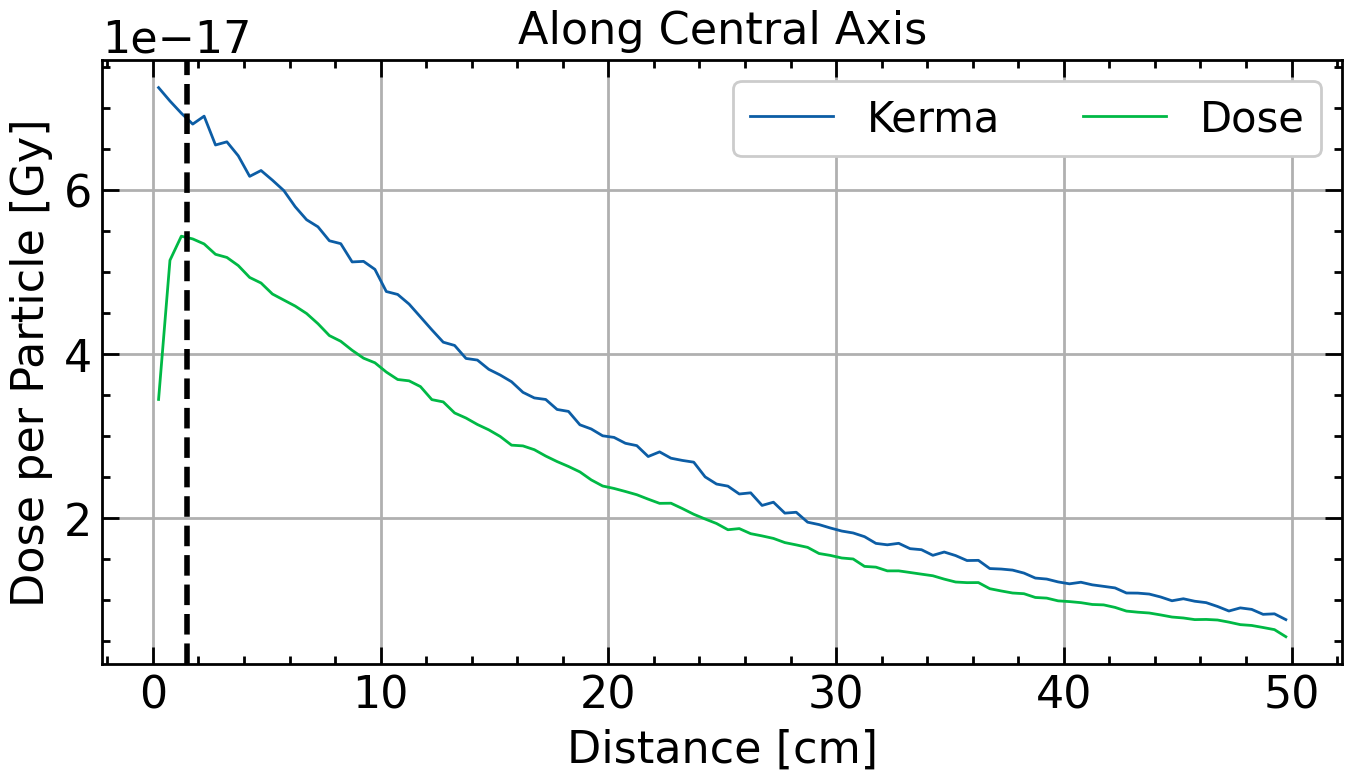 Along Central Axis
1e−17
Kerma
Dose
Dose per Particle [Gy]
6
4
2
0 10 20 30 40 50
Distance [cm]